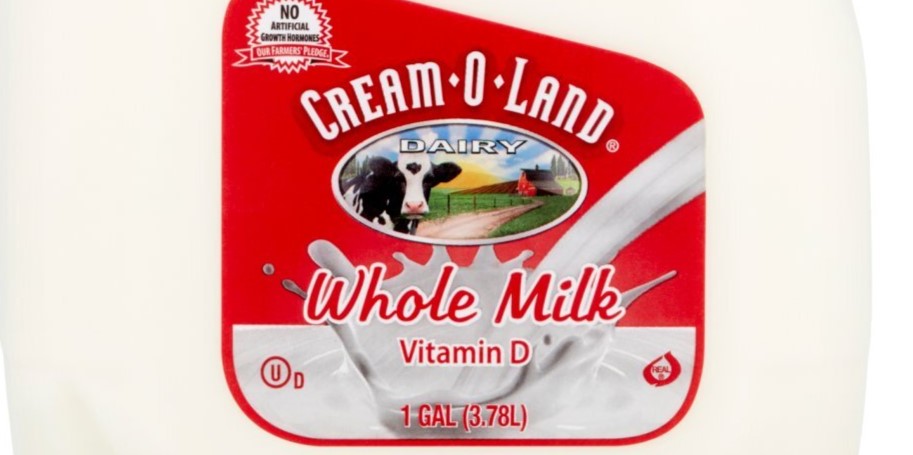 NO
ARTIFICIAL
GROWTH HORMONES
OUR FARMERS' PLEDGE.
CREAM•O•LAND®
DAIRY
Whole Milk
Vitamin D
U D
REAL
1 GAL (3.78L)